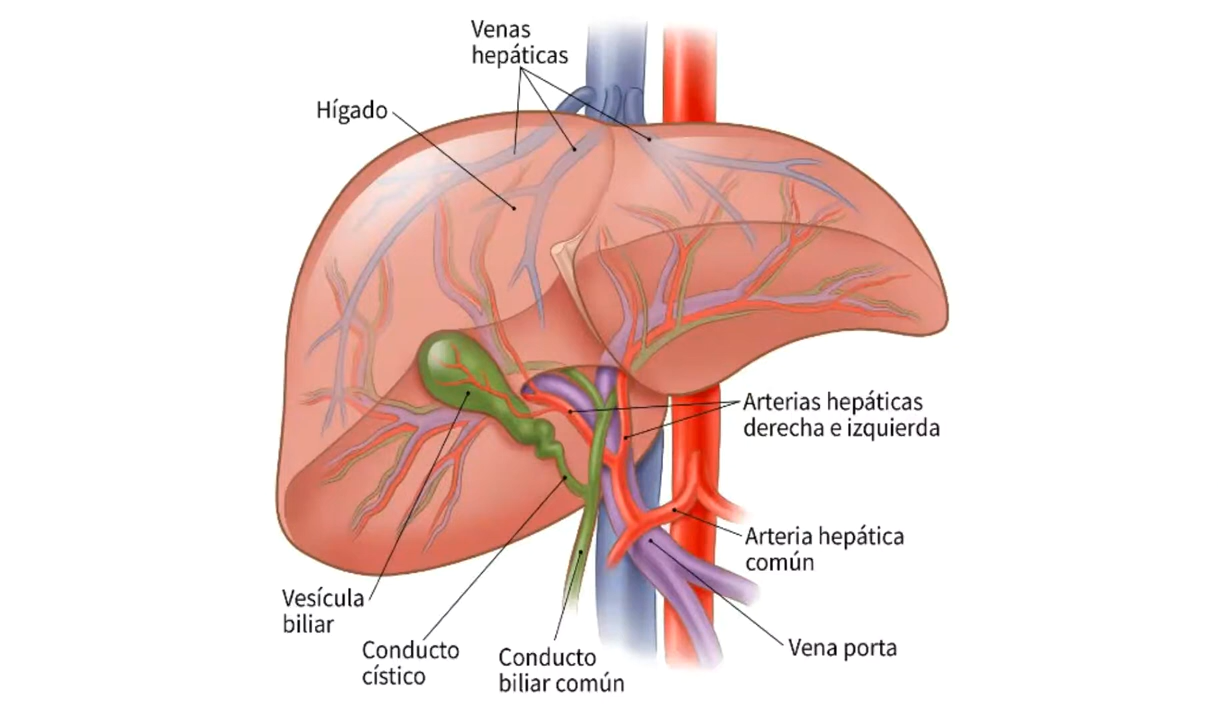 Venas
hepáticas
Hígado
Arterias hepáticas
derecha e izquierda
Arteria hepática
común
Vesícula
biliar
Conducto
cístico
Conducto
biliar común
Vena porta